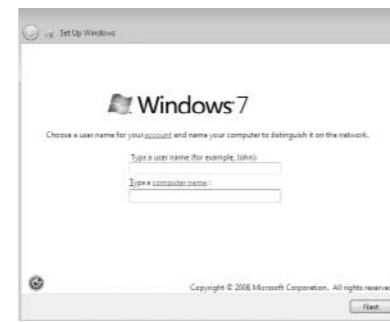 Set Up Windows
Windows 7
Choose a user name for your account and name your computer to distinguish it on the network.
Type a user name (for example, John):
Type a computer name:
Copyright © 2008 Microsoft Corporation. All rights reserve
Next